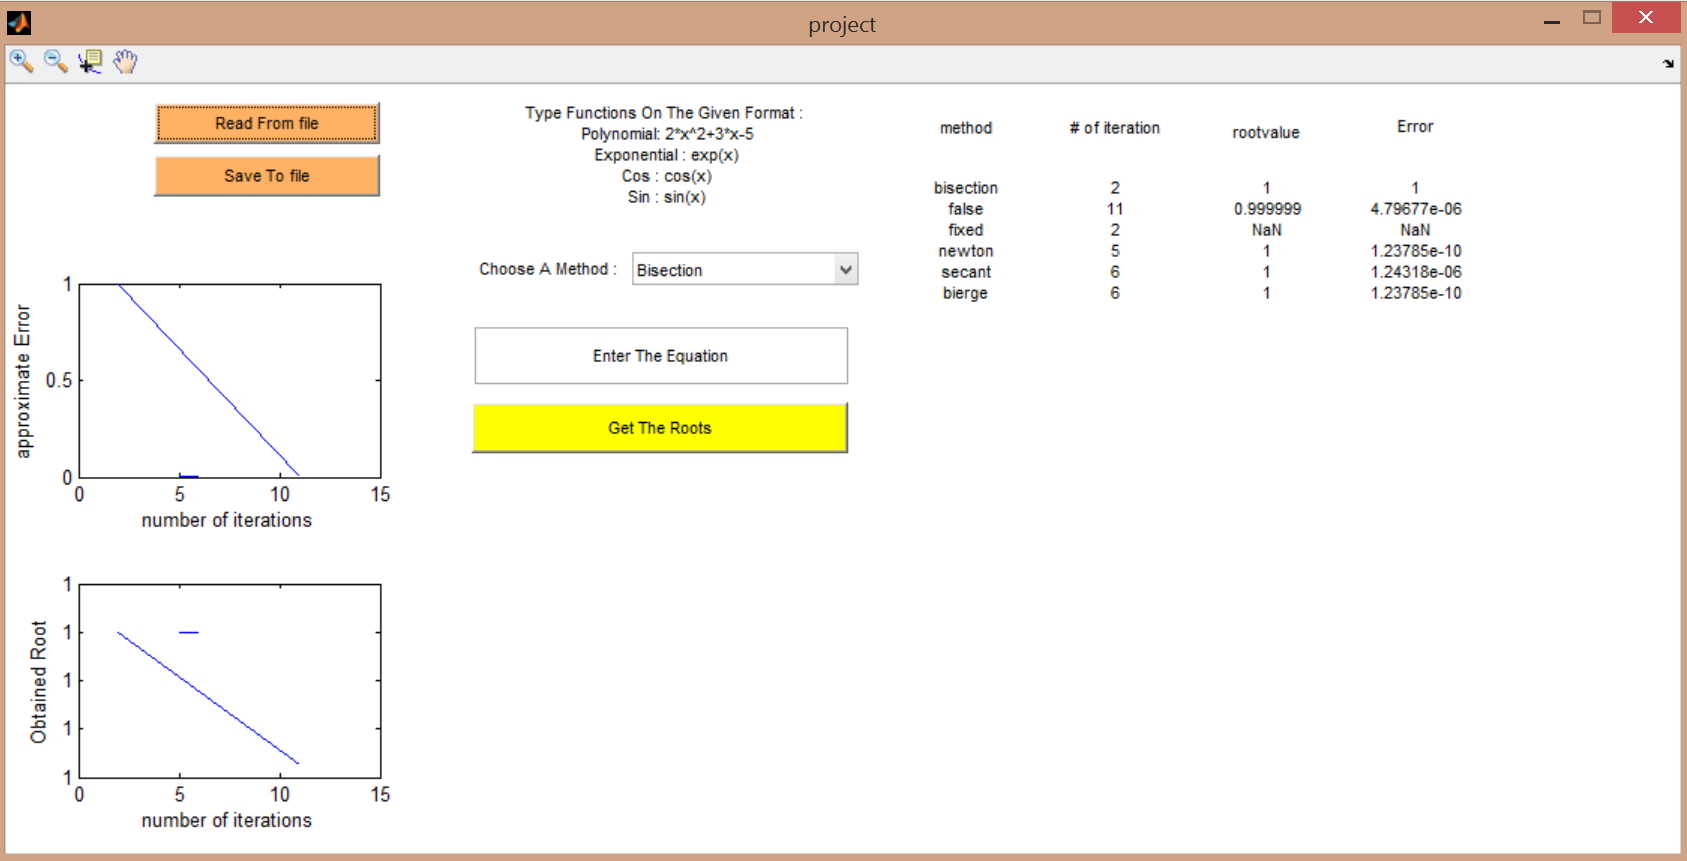 project
Read From file
Save To file
Type Functions On The Given Format :
Polynomial: 2*x^2+3*x-5
Exponential : exp(x)
Cos : cos(x)
Sin : sin(x)
Choose A Method :
Bisection
Enter The Equation
Get The Roots
method # of iteration rootvalue Error
bisection 2 1 1
false 11 0.999999 4.79677e-06
fixed 2 NaN NaN
newton 5 1 1.23785e-10
secant 6 1 1.24318e-06
bierge 6 1 1.23785e-10
approximate Error
1
0.5
0
0 5 10 15
number of iterations
Obtained Root
1
1
1
1
1
0 5 10 15
number of iterations